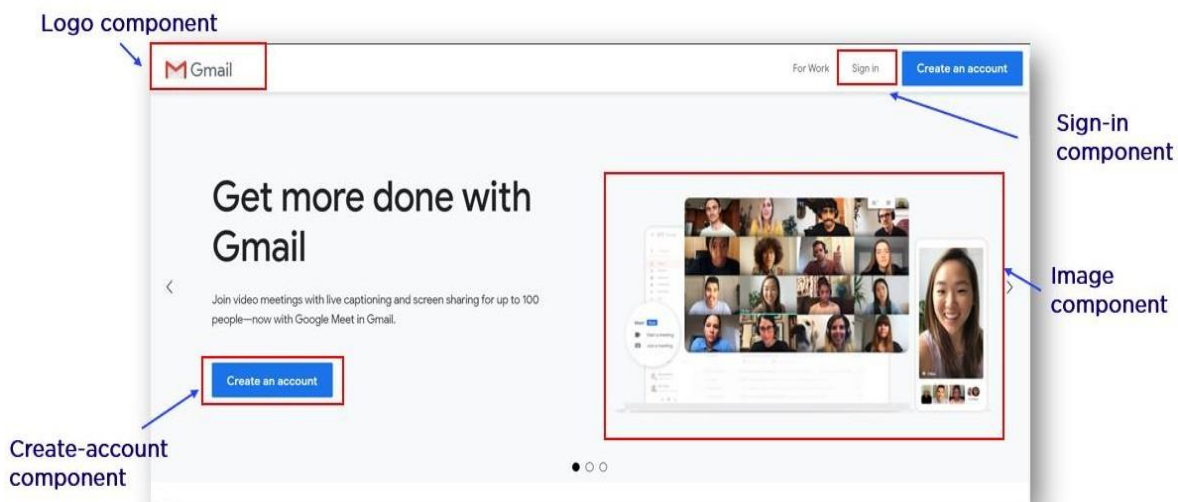 Logo component
Gmail
For Work Sign in Create an account
Sign-in
component
Get more done with
Gmail
Join video meetings with live captioning and screen sharing for up to 100
people—now with Google Meet in Gmail.
Create an account
Image
component
Create-account
component